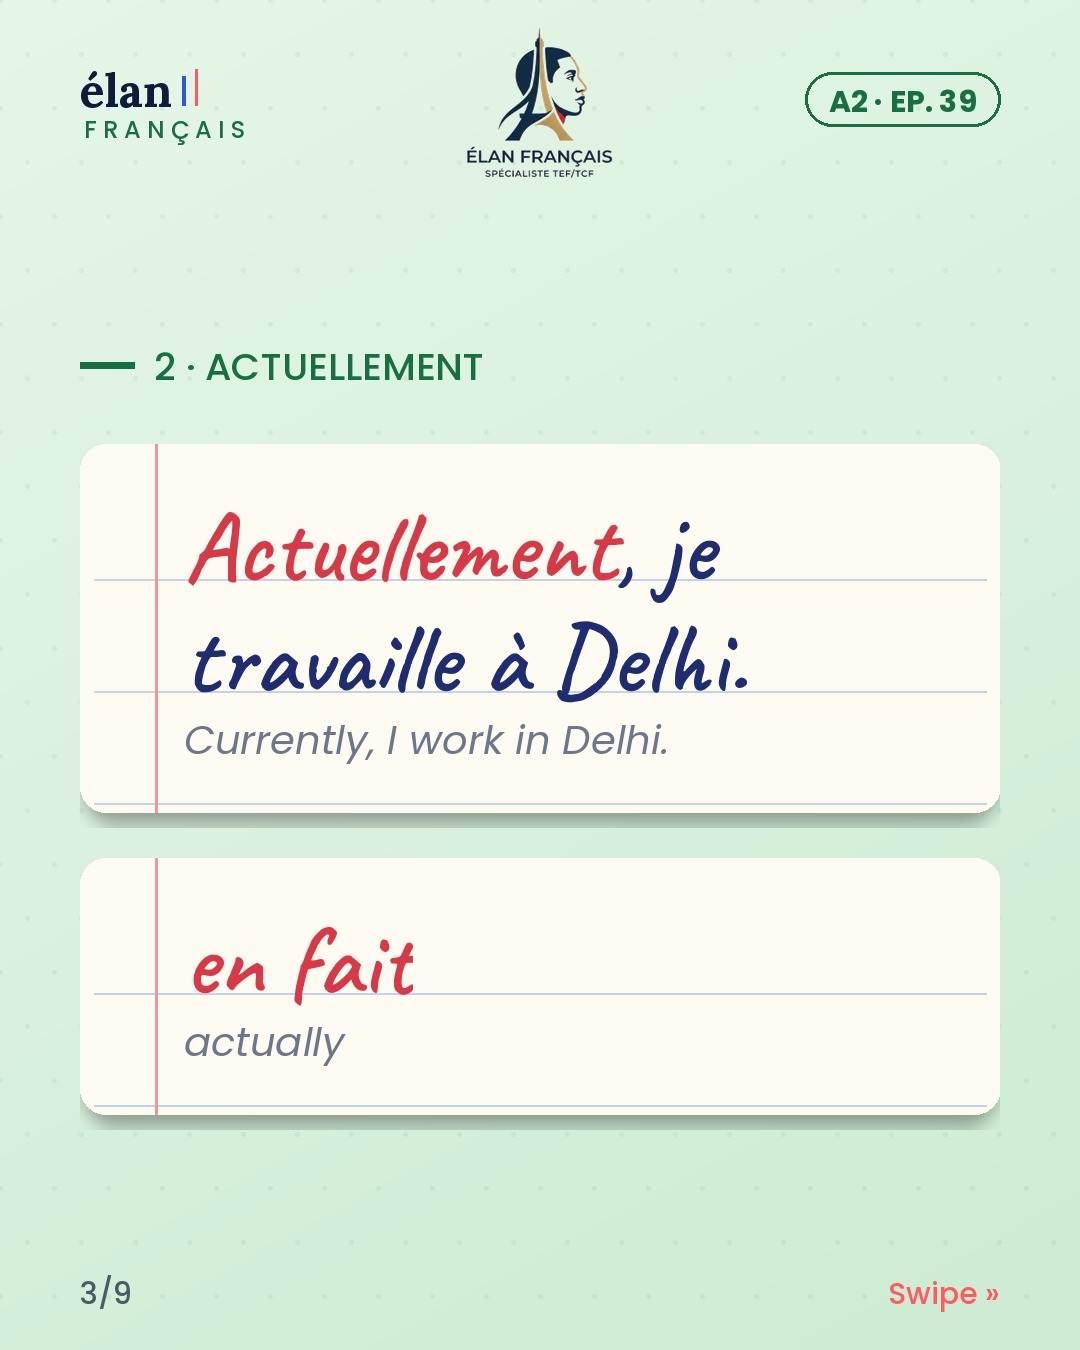 élan
FRANÇAIS
ÉLAN FRANÇAIS
SPÉCIALISTE TEF/TCF
A2 · EP. 39
2 · ACTUELLEMENT
Actuellement, je
travaille à Delhi.
Currently, I work in Delhi.
en fait
actually
3/9
Swipe »